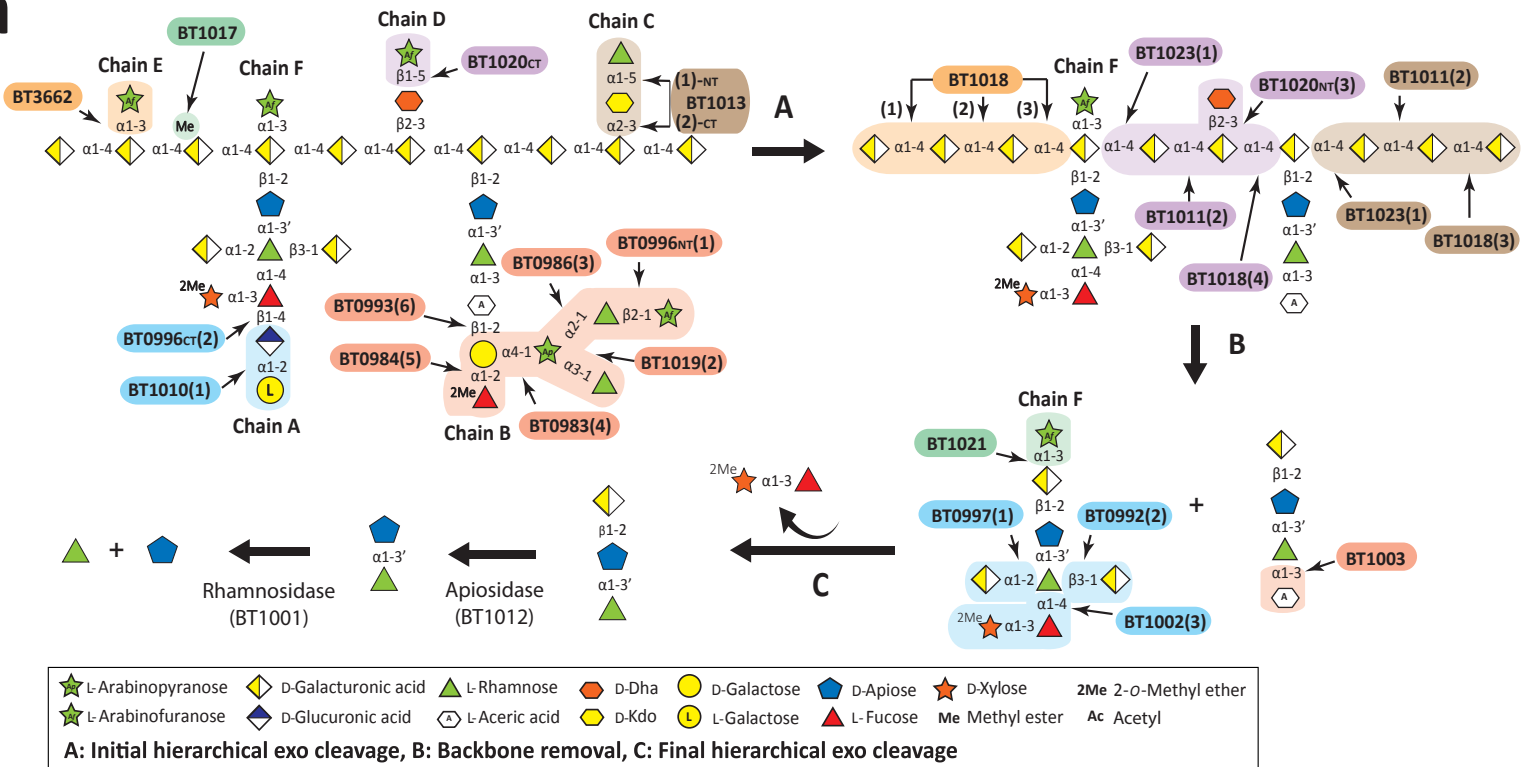 Chain D
Chain C
BT1017
Chain E
Chain F
Af
β1-5
BT1020CT
α1-5
(1)-NT
BT1013
(2)-CT
BT3662
Af
α1-3
Me
Af
α1-3
β2-3
α2-3
α1-4 α1-4 α1-4 α1-4 α1-4 α1-4 α1-4 α1-4 α1-4
β1-2
β1-2
α1-3'
α1-3'
α1-2 β3-1
α1-4
α1-3
2Me
α1-3
β1-4
A
β1-2
BT0996CT(2)
α1-2
BT1010(1)
L
Chain A
BT0986(3)
BT0996NT(1)
BT0993(6)
α2-1
β2-1
Af
BT0984(5)
α4-1
Ap
α3-1
BT1019(2)
α1-2
2Me
BT0983(4)
Chain B
A
BT1018
(1) (2) (3)
Chain F
Af
α1-3
BT1023(1)
BT1020NT(3)
β2-3
BT1011(2)
α1-4 α1-4 α1-4 α1-4 α1-4 α1-4 α1-4 α1-4 α1-4
β1-2
β1-2
BT1011(2)
BT1023(1)
BT1018(3)
BT1018(4)
α1-3'
α1-3'
α1-2 β3-1
α1-4
α1-3
2Me
α1-3
A
B
Chain F
Af
α1-3
BT1021
β1-2
BT0997(1)
BT0992(2)
α1-3'
α1-2 β3-1
α1-4
2Me
α1-3
BT1002(3)
+
β1-2
α1-3'
α1-3
A
BT1003
2Me
α1-3
C
β1-2
α1-3'
Apiosidase
(BT1012)
α1-3'
Rhamnosidase
(BT1001)
+
Ap L-Arabinopyranose D-Galacturonic acid L-Rhamnose D-Dha D-Galactose D-Apiose D-Xylose 2Me 2-o-Methyl ether
Af L-Arabinofuranose D-Glucuronic acid A L-Aceric acid D-Kdo L L-Galactose L-Fucose Me Methyl ester Ac Acetyl
A: Initial hierarchical exo cleavage, B: Backbone removal, C: Final hierarchical exo cleavage